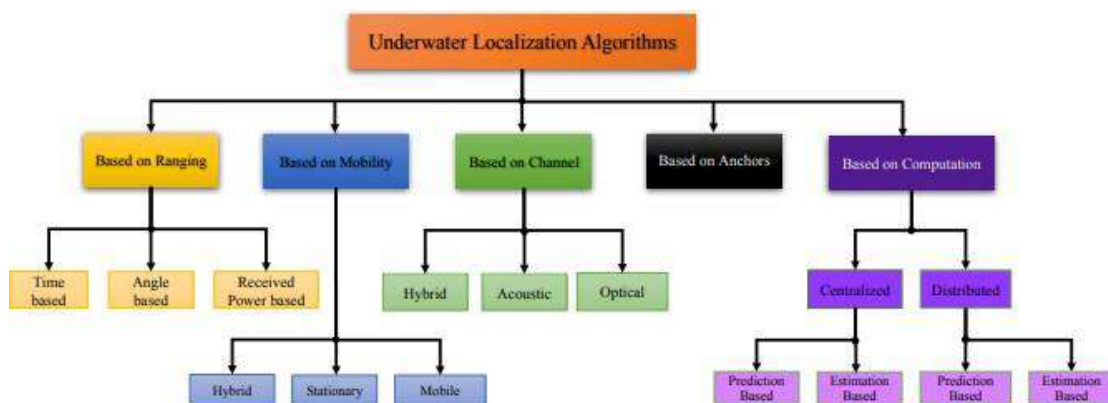 Underwater Localization Algorithms
Based on Ranging
Based on Mobility
Based on Channel
Based on Anchors
Based on Computation
Time
based
Angle
based
Received
Power based
Hybrid
Acoustic
Optical
Centralized
Distributed
Hybrid
Stationary
Mobile
Prediction
Based
Estimation
Based
Prediction
Based
Estimation
Based